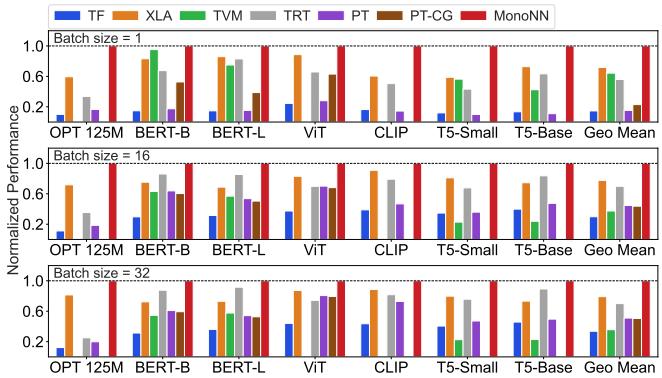 TF XLA TVM TRT PT PT-CG MonoNN
Normalized Performance
Batch size = 1
1.0
0.6
0.2
OPT 125M BERT-B BERT-L ViT CLIP T5-Small T5-Base Geo Mean
Batch size = 16
1.0
0.6
0.2
OPT 125M BERT-B BERT-L ViT CLIP T5-Small T5-Base Geo Mean
Batch size = 32
1.0
0.6
0.2
OPT 125M BERT-B BERT-L ViT CLIP T5-Small T5-Base Geo Mean